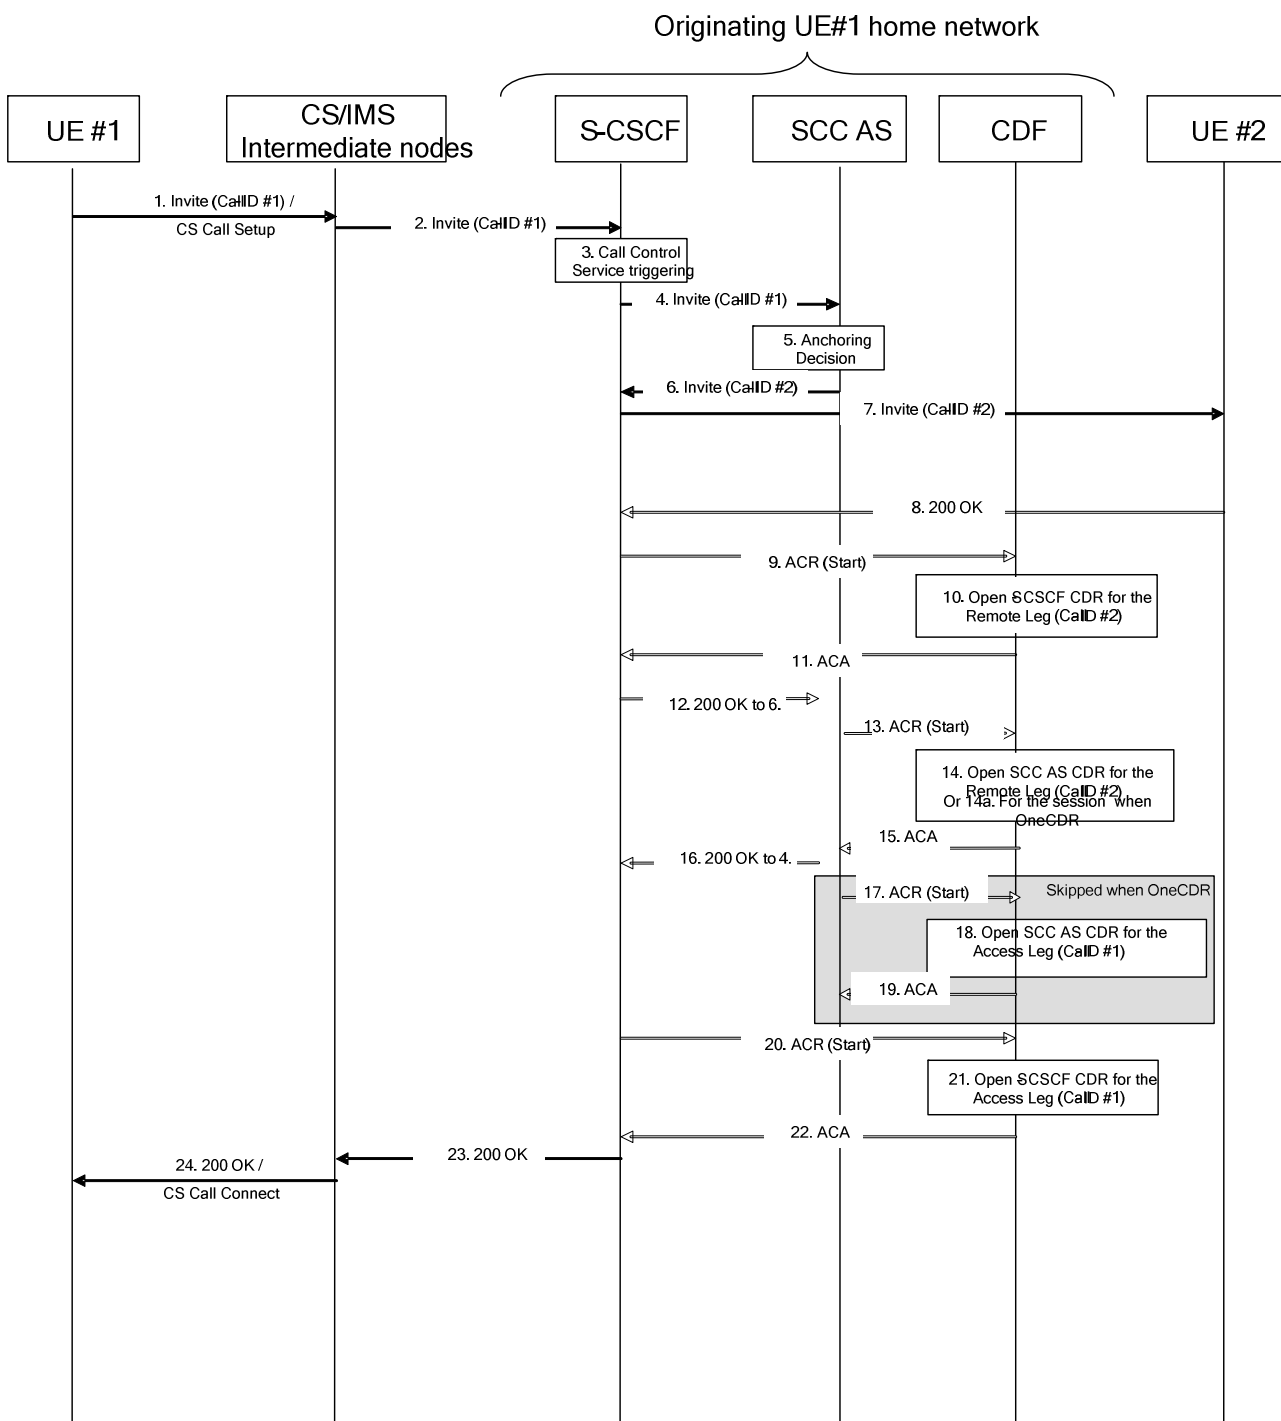 Originating UE#1 home network
UE #1
CS/IMS
Intermediate nodes
S-CSCF
SCC AS
CDF
UE #2
1. Invite (CallID #1) /
CS Call Setup
2. Invite (CallID #1)
3. Call Control
Service triggering
4. Invite (CallID #1)
5. Anchoring
Decision
6. Invite (CallID #2)
7. Invite (CallID #2)
8. 200 OK
9. ACR (Start)
10. Open SCSCF CDR for the
Remote Leg (CallID #2)
11. ACA
12. 200 OK to 6.
13. ACR (Start)
14. Open SCC AS CDR for the
Remote Leg (CallID #2)
Or 14a. For the session when
OneCDR
15. ACA
16. 200 OK to 4.
Skipped when OneCDR
17. ACR (Start)
18. Open SCC AS CDR for the
Access Leg (CallID #1)
19. ACA
20. ACR (Start)
21. Open SCSCF CDR for the
Access Leg (CallID #1)
22. ACA
23. 200 OK
24. 200 OK /
CS Call Connect